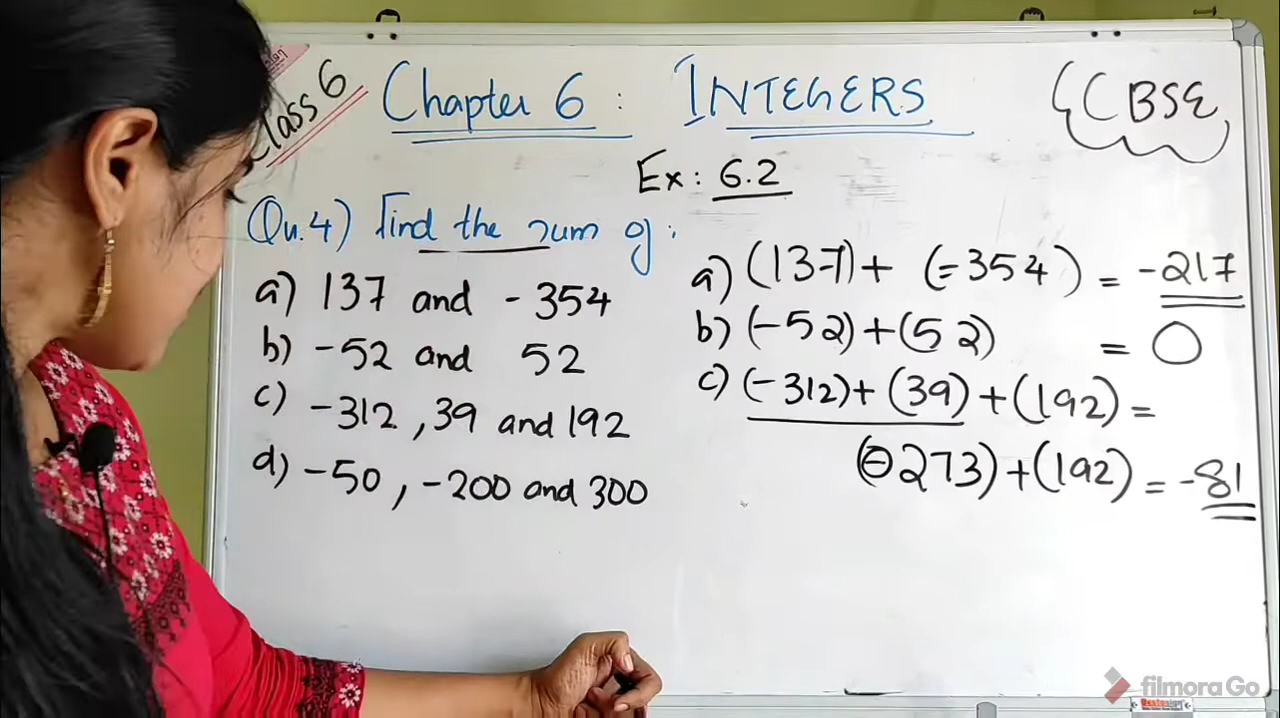 Class 6
Chapter 6 : INTEGERS
CBSE
Ex: 6.2
Qn.4) Find the sum of:
a) 137 and -354
b) -52 and 52
c) -312, 39 and 192
d) -50, -200 and 300
a) (137) + (-354) = -217
b) (-52) + (52) = 0
c) (-312) + (39) + (192) =
(-273) + (192) = -81
filmora Go